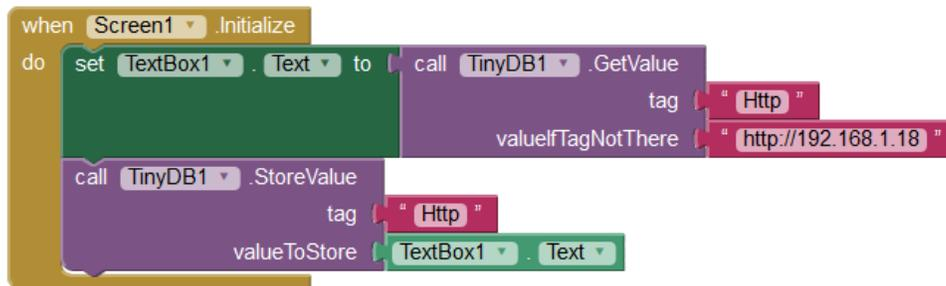 when Screen1 .Initialize
do set TextBox1 . Text to call TinyDB1 .GetValue
tag “ Http ”
valueIfTagNotThere “ http://192.168.1.18 ”
call TinyDB1 .StoreValue
tag “ Http ”
valueToStore TextBox1 . Text